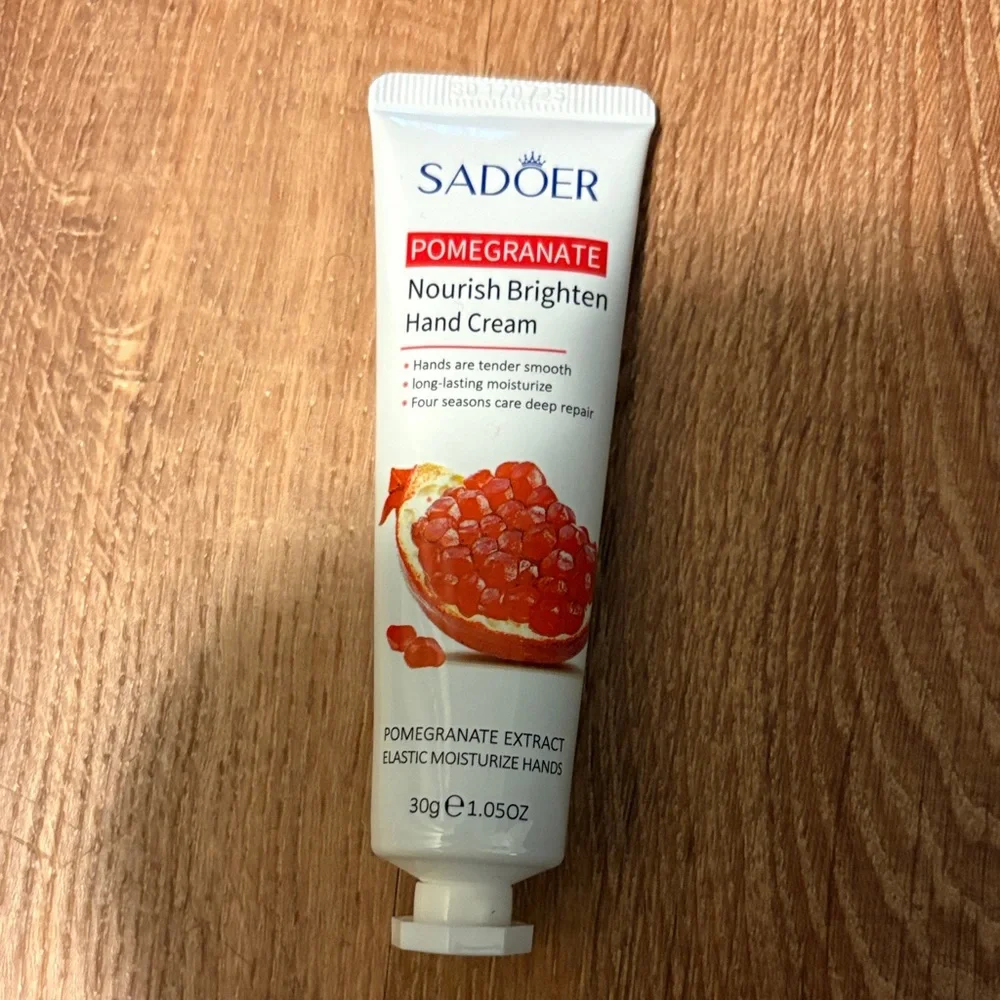 SADOER
POMEGRANATE
Nourish Brighten
Hand Cream
• Hands are tender smooth
• long-lasting moisturize
• Four seasons care deep repair
POMEGRANATE EXTRACT
ELASTIC MOISTURIZE HANDS
30g ℮ 1.05OZ